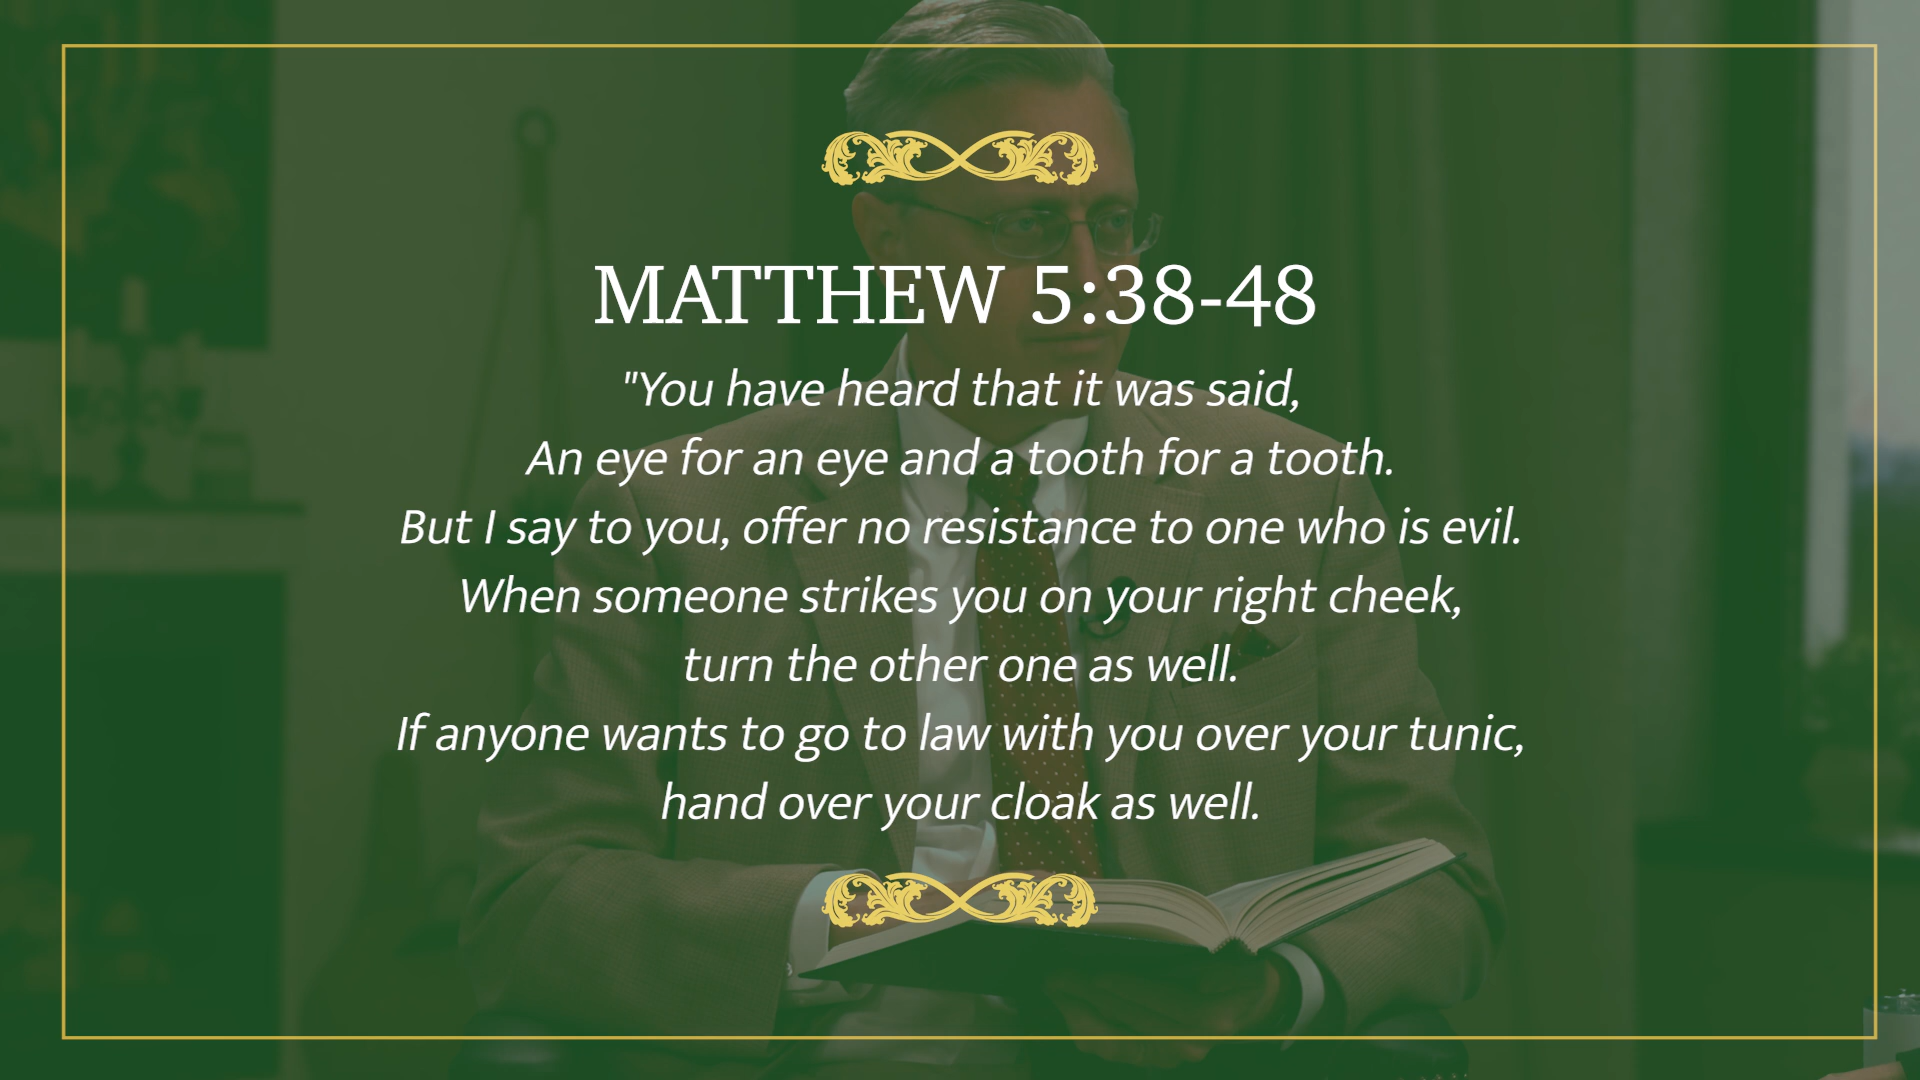 MATTHEW 5:38-48
"You have heard that it was said,
An eye for an eye and a tooth for a tooth.
But I say to you, offer no resistance to one who is evil.
When someone strikes you on your right cheek,
turn the other one as well.
If anyone wants to go to law with you over your tunic,
hand over your cloak as well.